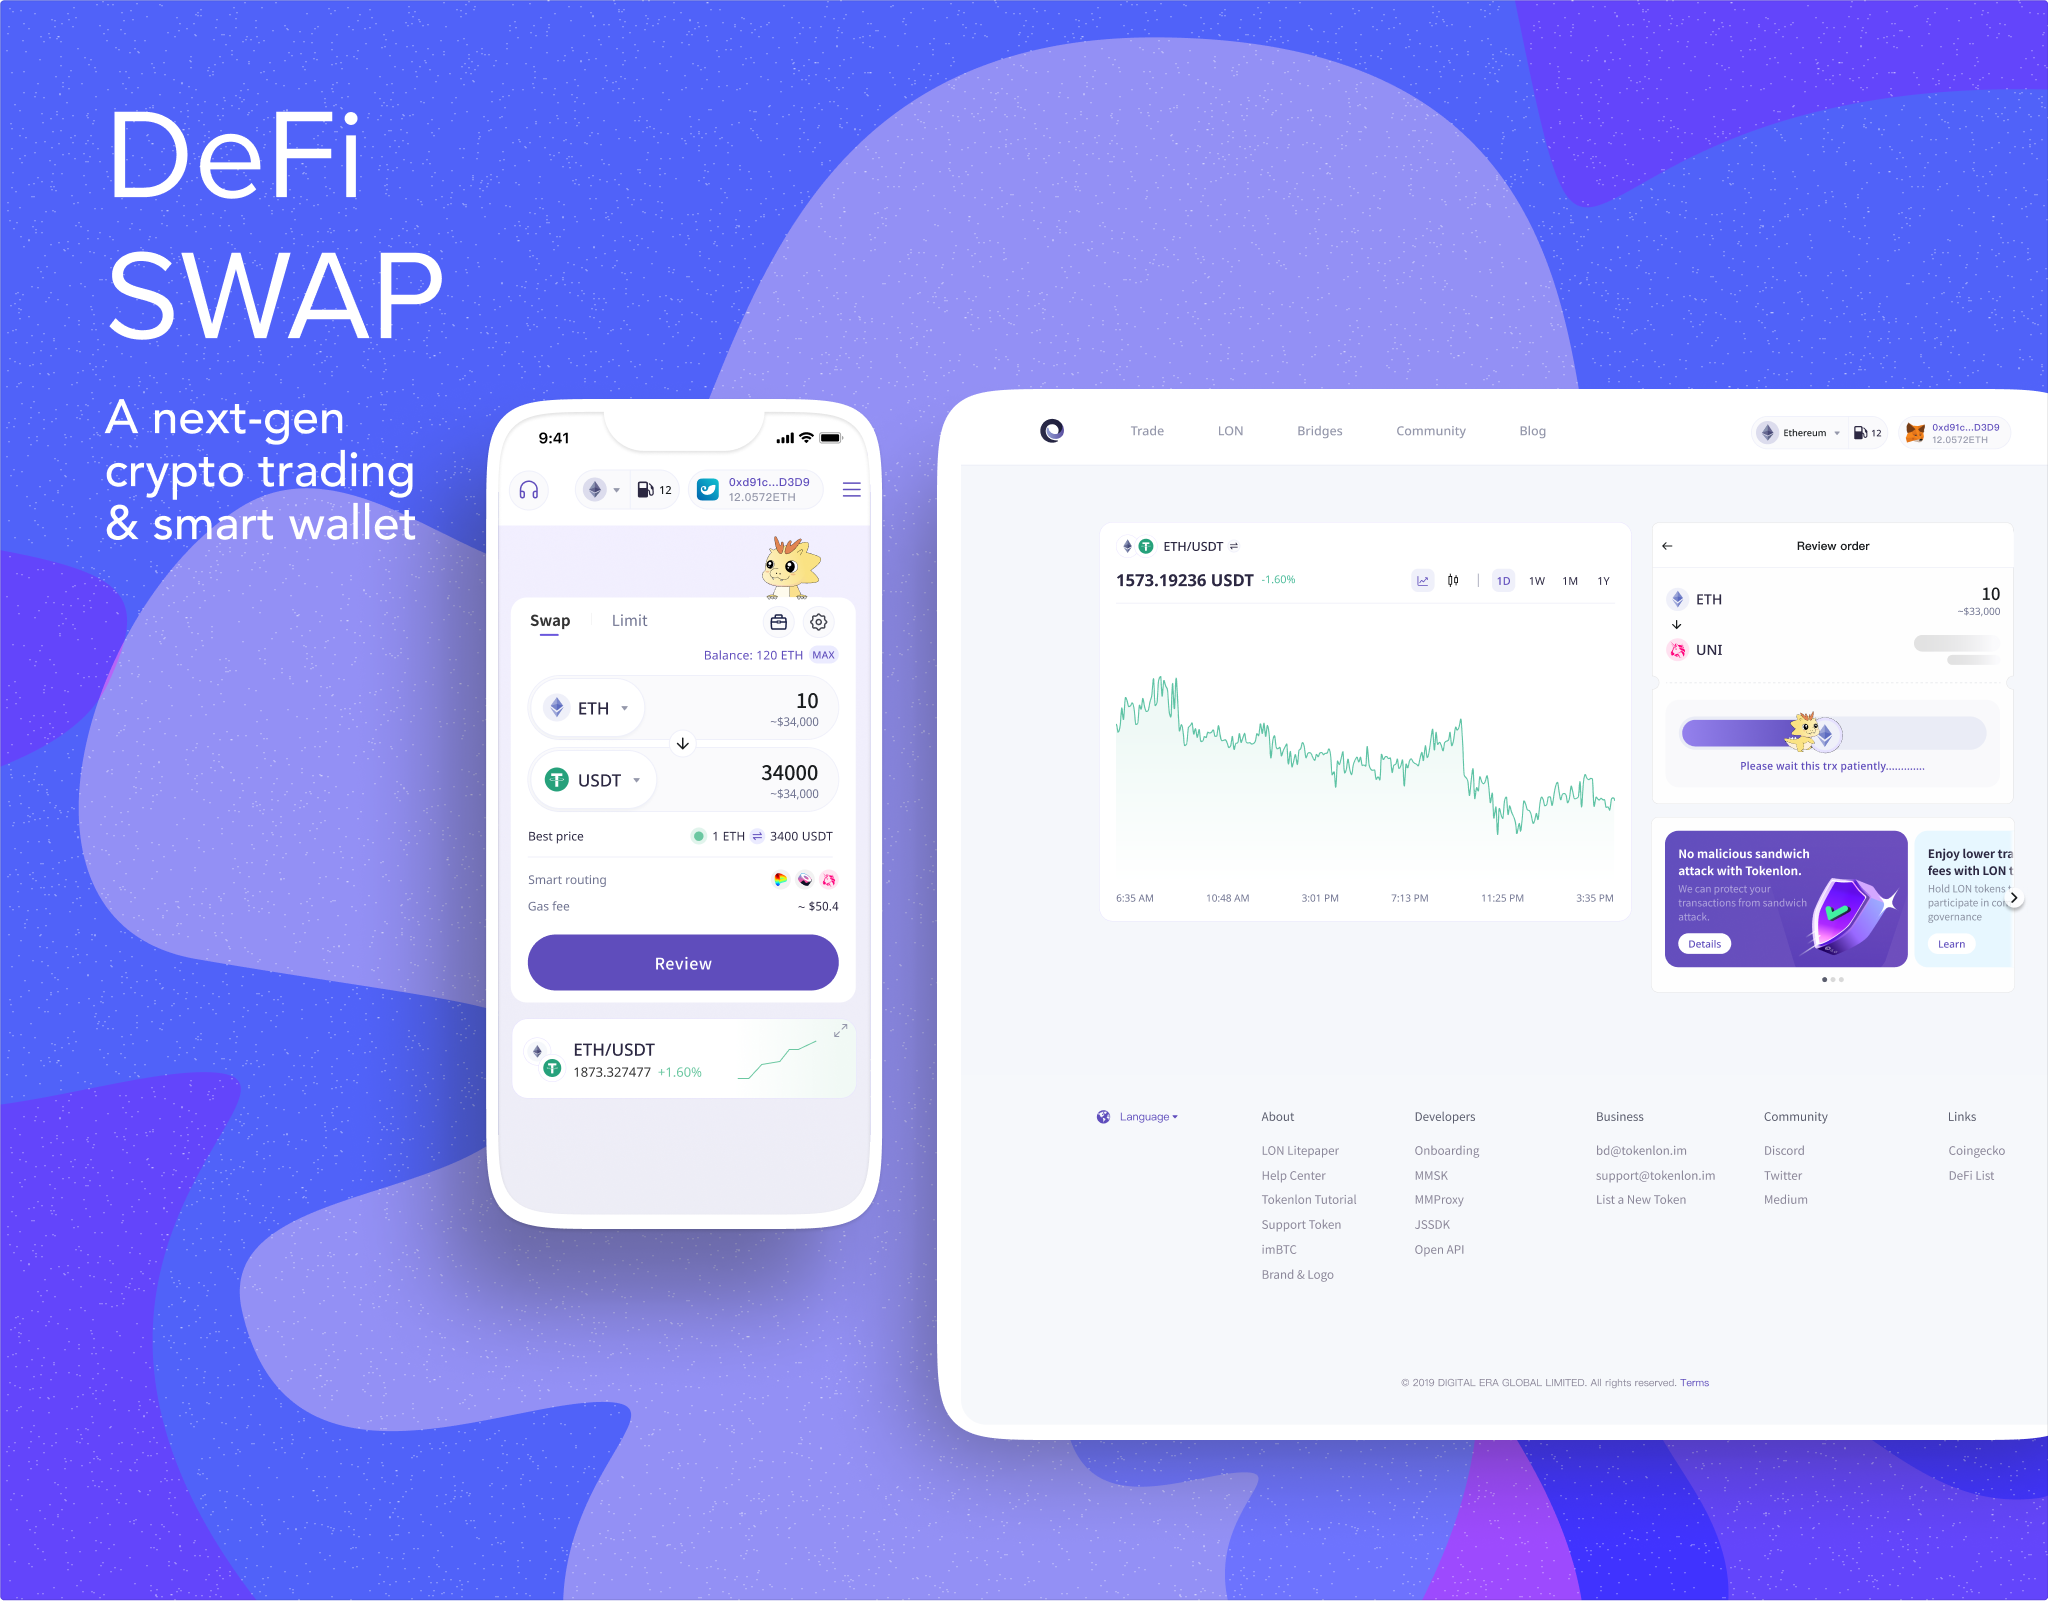 DeFi
SWAP
A next-gen
crypto trading
& smart wallet
9:41
12
0xd91c...D3D9
12.0572ETH
Swap
Limit
Balance: 120 ETH MAX
ETH
10
~$34,000
USDT
34000
~$34,000
Best price
1 ETH
3400 USDT
Smart routing
Gas fee
~ $50.4
Review
ETH/USDT
1873.327477 +1.60%
Trade
LON
Bridges
Community
Blog
Ethereum
12
0xd91c...D3D9
12.0572ETH
ETH/USDT
1573.19236 USDT -1.60%
1D
1W
1M
1Y
6:35 AM
10:48 AM
3:01 PM
7:13 PM
11:25 PM
3:35 PM
Review order
ETH
10
~$33,000
UNI
Please wait this trx patiently.............
No malicious sandwich
attack with Tokenlon.
We can protect your
transactions from sandwich
attack.
Details
Enjoy lower tra
fees with LON t
Hold LON tokens t
participate in con
governance
Learn
Language
About
LON Litepaper
Help Center
Tokenlon Tutorial
Support Token
imBTC
Brand & Logo
Developers
Onboarding
MMSK
MMProxy
JSSDK
Open API
Business
bd@tokenlon.im
support@tokenlon.im
List a New Token
Community
Discord
Twitter
Medium
Links
Coingecko
DeFi List
© 2019 DIGITAL ERA GLOBAL LIMITED. All rights reserved. Terms